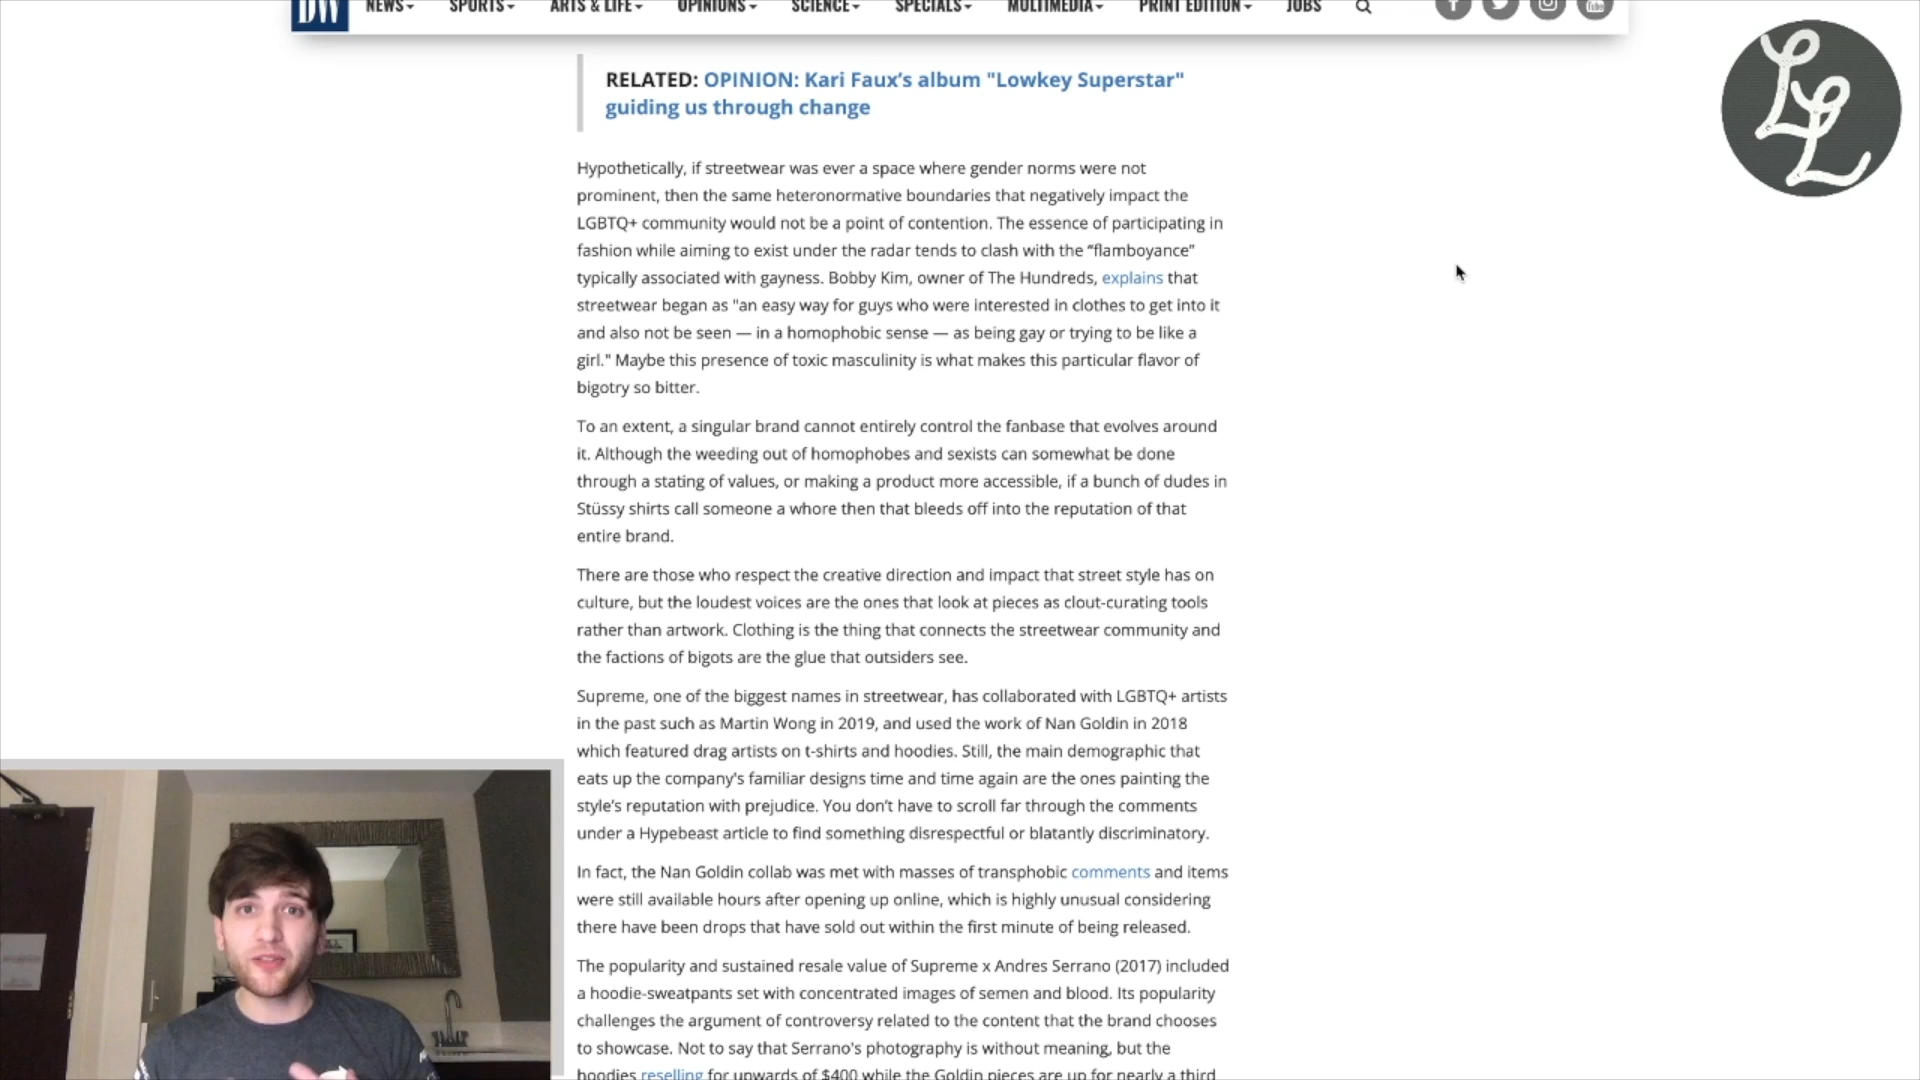 DW NEWS SPORTS ARTS & LIFE OPINIONS SCIENCE SPECIALS MULTIMEDIA PRINT EDITION JOBS
LL
RELATED: OPINION: Kari Faux's album "Lowkey Superstar"
guiding us through change
Hypothetically, if streetwear was ever a space where gender norms were not
prominent, then the same heteronormative boundaries that negatively impact the
LGBTQ+ community would not be a point of contention. The essence of participating in
fashion while aiming to exist under the radar tends to clash with the “flamboyance”
typically associated with gayness. Bobby Kim, owner of The Hundreds, explains that
streetwear began as "an easy way for guys who were interested in clothes to get into it
and also not be seen — in a homophobic sense — as being gay or trying to be like a
girl." Maybe this presence of toxic masculinity is what makes this particular flavor of
bigotry so bitter.
To an extent, a singular brand cannot entirely control the fanbase that evolves around
it. Although the weeding out of homophobes and sexists can somewhat be done
through a stating of values, or making a product more accessible, if a bunch of dudes in
Stüssy shirts call someone a whore then that bleeds off into the reputation of that
entire brand.
There are those who respect the creative direction and impact that street style has on
culture, but the loudest voices are the ones that look at pieces as clout-curating tools
rather than artwork. Clothing is the thing that connects the streetwear community and
the factions of bigots are the glue that outsiders see.
Supreme, one of the biggest names in streetwear, has collaborated with LGBTQ+ artists
in the past such as Martin Wong in 2019, and used the work of Nan Goldin in 2018
which featured drag artists on t-shirts and hoodies. Still, the main demographic that
eats up the company's familiar designs time and time again are the ones painting the
style's reputation with prejudice. You don't have to scroll far through the comments
under a Hypebeast article to find something disrespectful or blatantly discriminatory.
In fact, the Nan Goldin collab was met with masses of transphobic comments and items
were still available hours after opening up online, which is highly unusual considering
there have been drops that have sold out within the first minute of being released.
The popularity and sustained resale value of Supreme x Andres Serrano (2017) included
a hoodie-sweatpants set with concentrated images of semen and blood. Its popularity
challenges the argument of controversy related to the content that the brand chooses
to showcase. Not to say that Serrano's photography is without meaning, but the
hoodies reselling for upwards of $400 while the Goldin pieces are up for nearly a third